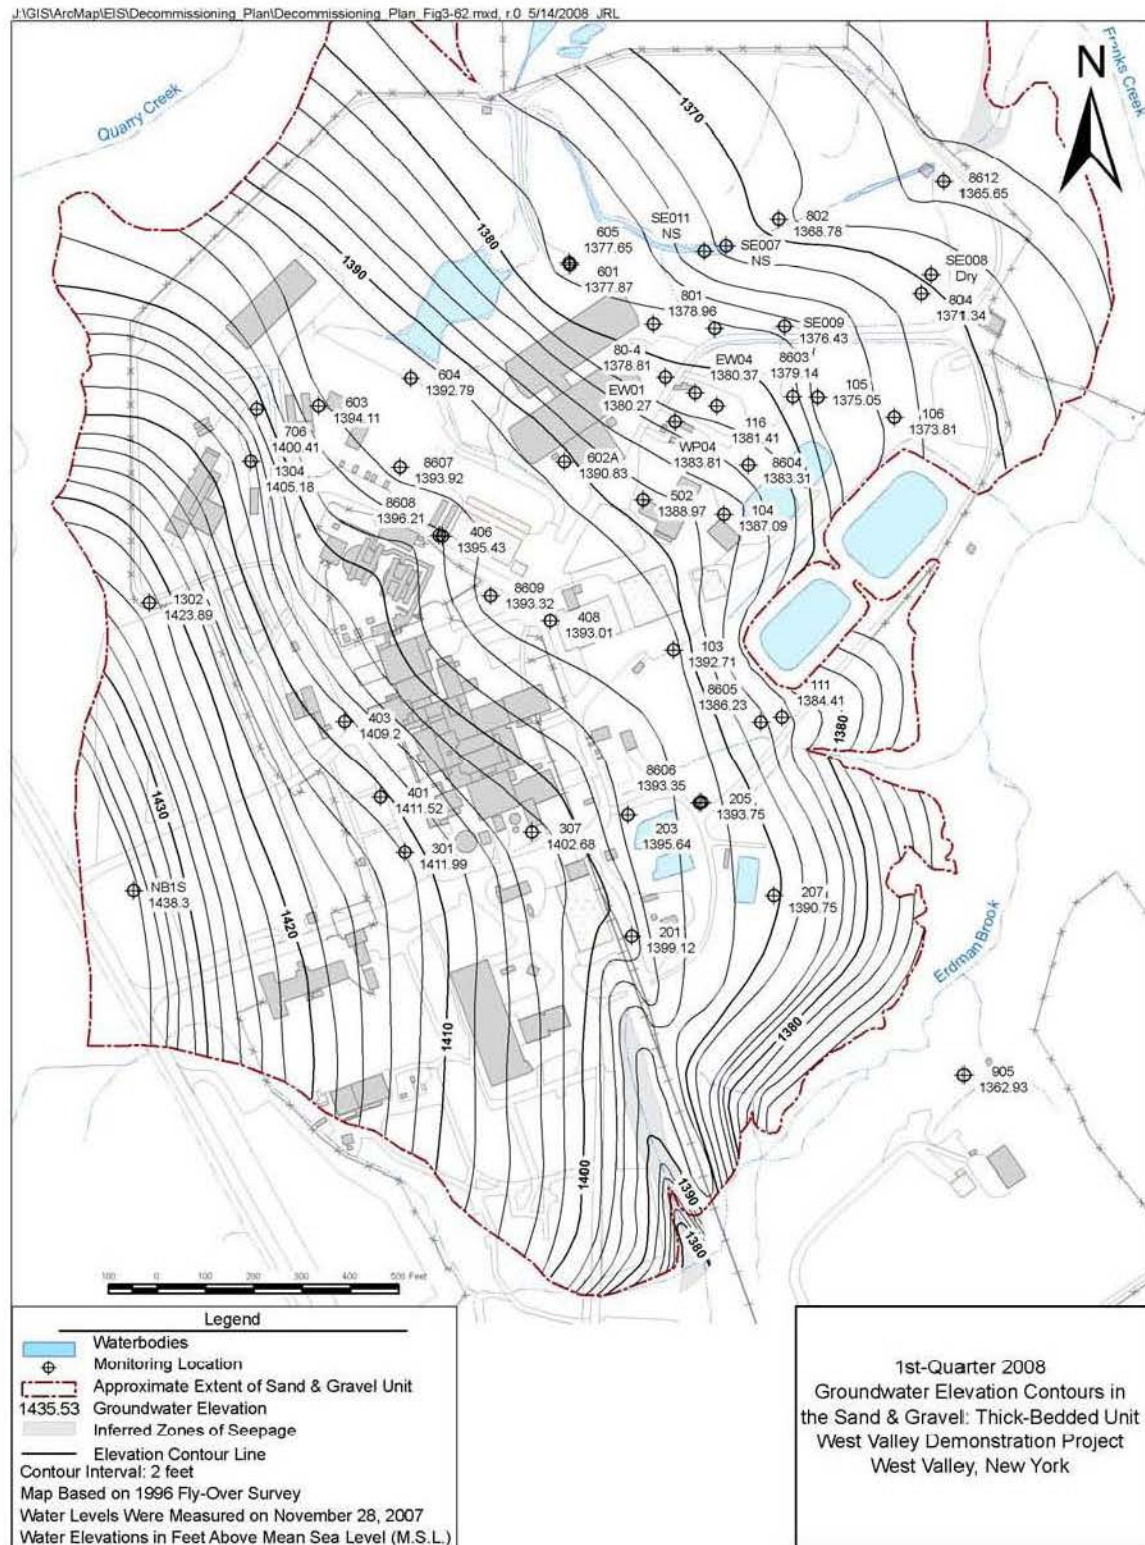 J:\GIS\ArcMap\EIS\Decommissioning_Plan\Decommissioning_Plan_Fig3-62.mxd, r.0 5/14/2008 JRL
Quarry Creek
Franks Creek
N
1370
8612
1365.65
802
1368.78
SE011
NS
605
1377.65
SE007
NS
1380
SE008
Dry
601
1377.87
1390
804
1371.34
801
1378.96
SE009
1376.43
80-4
1378.81
EW04
1380.37
8603
1379.14
604
1392.79
EW01
1380.27
105
1375.05
603
1394.11
116
1381.41
106
1373.81
706
1400.41
WP04
1383.81
602A
1390.83
8604
1383.31
1304
1405.18
8607
1393.92
502
1388.97
104
1387.09
8608
1396.21
406
1395.43
1302
1423.89
8609
1393.32
408
1393.01
103
1392.71
8605
1386.23
111
1384.41
1380
403
1409.2
1430
8606
1393.35
401
1411.52
205
1393.75
307
1402.68
203
1395.64
301
1411.99
NB1S
1438.3
207
1390.75
1420
201
1399.12
Erdman Brook
1380
1410
905
1362.93
1400
1390
1380
100 0 100 200 300 400 500 Feet
Legend
Waterbodies
Monitoring Location
Approximate Extent of Sand & Gravel Unit
1435.53 Groundwater Elevation
Inferred Zones of Seepage
Elevation Contour Line
Contour Interval: 2 feet
Map Based on 1996 Fly-Over Survey
Water Levels Were Measured on November 28, 2007
Water Elevations in Feet Above Mean Sea Level (M.S.L.)
1st-Quarter 2008
Groundwater Elevation Contours in
the Sand & Gravel: Thick-Bedded Unit
West Valley Demonstration Project
West Valley, New York